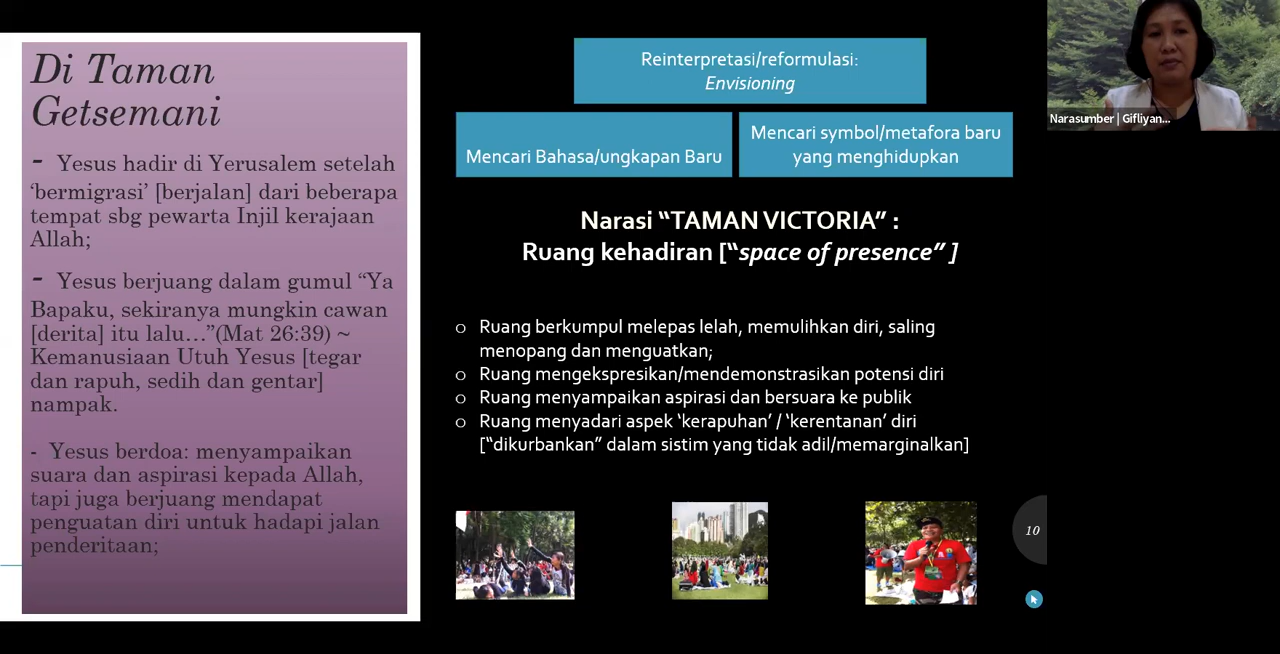 Di Taman
Getsemani
- Yesus hadir di Yerusalem setelah
‘bermigrasi’ [berjalan] dari beberapa
tempat sbg pewarta Injil kerajaan
Allah;
- Yesus berjuang dalam gumul “Ya
Bapaku, sekiranya mungkin cawan
[derita] itu lalu…”(Mat 26:39) ~
Kemanusiaan Utuh Yesus [tegar
dan rapuh, sedih dan gentar]
nampak.
- Yesus berdoa: menyampaikan
suara dan aspirasi kepada Allah,
tapi juga berjuang mendapat
penguatan diri untuk hadapi jalan
penderitaan;
Reinterpretasi/reformulasi:
Envisioning
Mencari Bahasa/ungkapan Baru
Mencari symbol/metafora baru
yang menghidupkan
Narasi “TAMAN VICTORIA” :
Ruang kehadiran [“space of presence” ]
o Ruang berkumpul melepas lelah, memulihkan diri, saling
menopang dan menguatkan;
o Ruang mengekspresikan/mendemonstrasikan potensi diri
o Ruang menyampaikan aspirasi dan bersuara ke publik
o Ruang menyadari aspek ‘kerapuhan’ / ‘kerentanan’ diri
[“dikurbankan” dalam sistim yang tidak adil/memarginalkan]
10
Narasumber | Gifliyan...